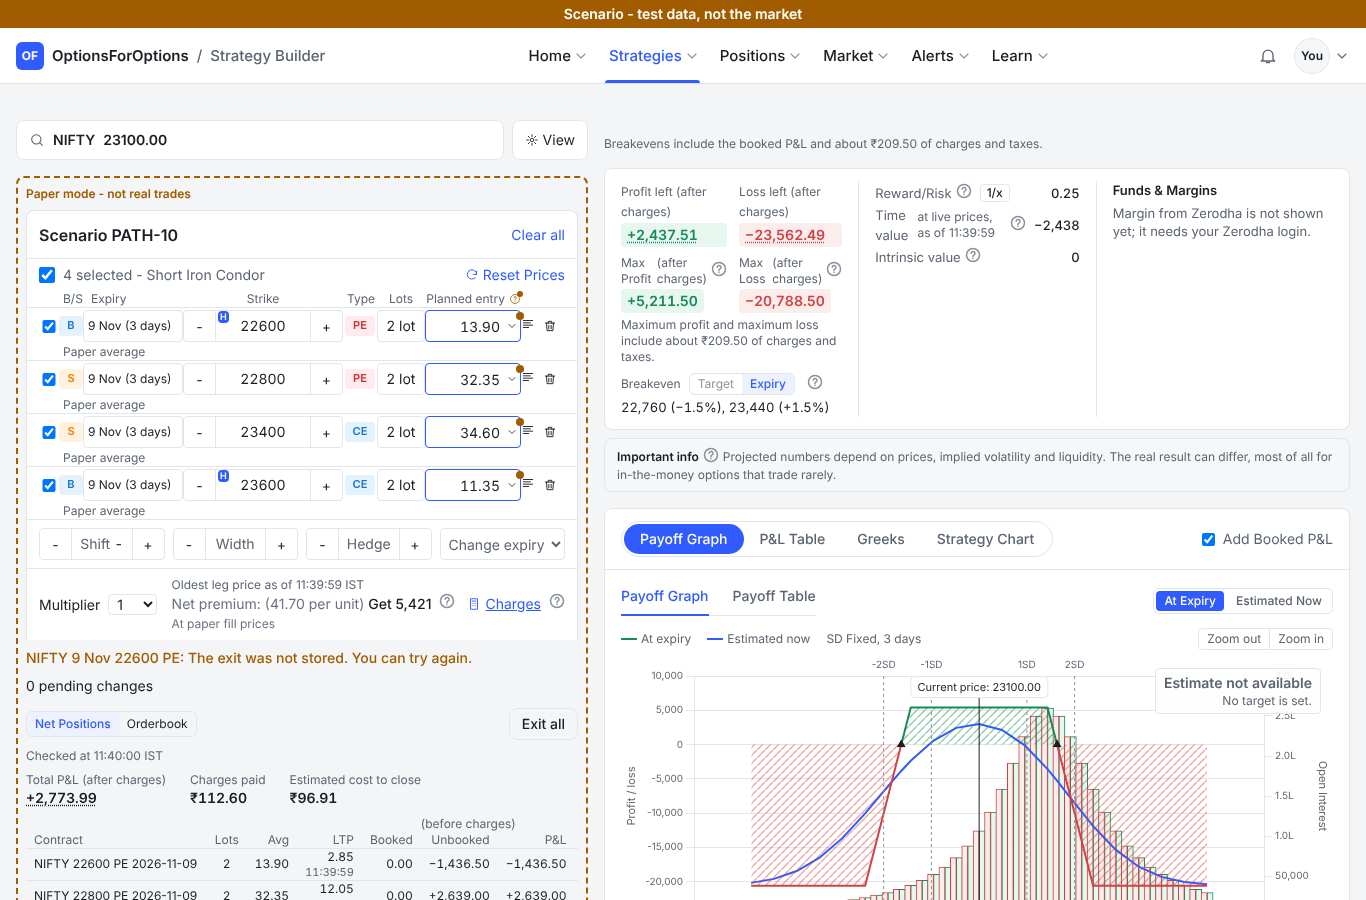 Scenario - test data, not the market
OF OptionsForOptions / Strategy Builder
Home Strategies Positions Market Alerts Learn
You
NIFTY 23100.00
View
Paper mode - not real trades
Scenario PATH-10
Clear all
4 selected - Short Iron Condor
Reset Prices
B/S Expiry Strike Type Lots Planned entry
B 9 Nov (3 days) - H 22600 + PE 2 lot 13.90
Paper average
S 9 Nov (3 days) - 22800 + PE 2 lot 32.35
Paper average
S 9 Nov (3 days) - 23400 + CE 2 lot 34.60
Paper average
B 9 Nov (3 days) - H 23600 + CE 2 lot 11.35
Paper average
- Shift - + - Width + - Hedge + Change expiry
Multiplier 1
Oldest leg price as of 11:39:59 IST
Net premium: (41.70 per unit) Get 5,421
Charges
At paper fill prices
NIFTY 9 Nov 22600 PE: The exit was not stored. You can try again.
0 pending changes
Net Positions Orderbook
Exit all
Checked at 11:40:00 IST
Total P&L (after charges) Charges paid Estimated cost to close
+2,773.99 ₹112.60 ₹96.91
(before charges)
Contract Lots Avg LTP Booked Unbooked P&L
NIFTY 22600 PE 2026-11-09 2 13.90 2.85 0.00 −1,436.50 −1,436.50
11:39:59
NIFTY 22800 PE 2026-11-09 2 32.35 12.05 0.00 +2,639.00 +2,639.00
Breakevens include the booked P&L and about ₹209.50 of charges and taxes.
Profit left (after charges)
+2,437.51
Loss left (after charges)
−23,562.49
Max Profit (after charges)
+5,211.50
Max Loss (after charges)
−20,788.50
Maximum profit and maximum loss
include about ₹209.50 of charges and
taxes.
Breakeven Target Expiry
22,760 (−1.5%), 23,440 (+1.5%)
Reward/Risk 1/x 0.25
Time value at live prices, as of 11:39:59 −2,438
Intrinsic value 0
Funds & Margins
Margin from Zerodha is not shown
yet; it needs your Zerodha login.
Important info Projected numbers depend on prices, implied volatility and liquidity. The real result can differ, most of all for
in-the-money options that trade rarely.
Payoff Graph P&L Table Greeks Strategy Chart
Add Booked P&L
Payoff Graph Payoff Table
At Expiry Estimated Now
At expiry Estimated now SD Fixed, 3 days
Zoom out Zoom in
-2SD -1SD 1SD 2SD
Current price: 23100.00
Estimate not available
No target is set.
10,000
5,000
0
−5,000
−10,000
−15,000
−20,000
Profit / loss
2.5L
2.0L
1.5L
1.0L
50,000
Open interest